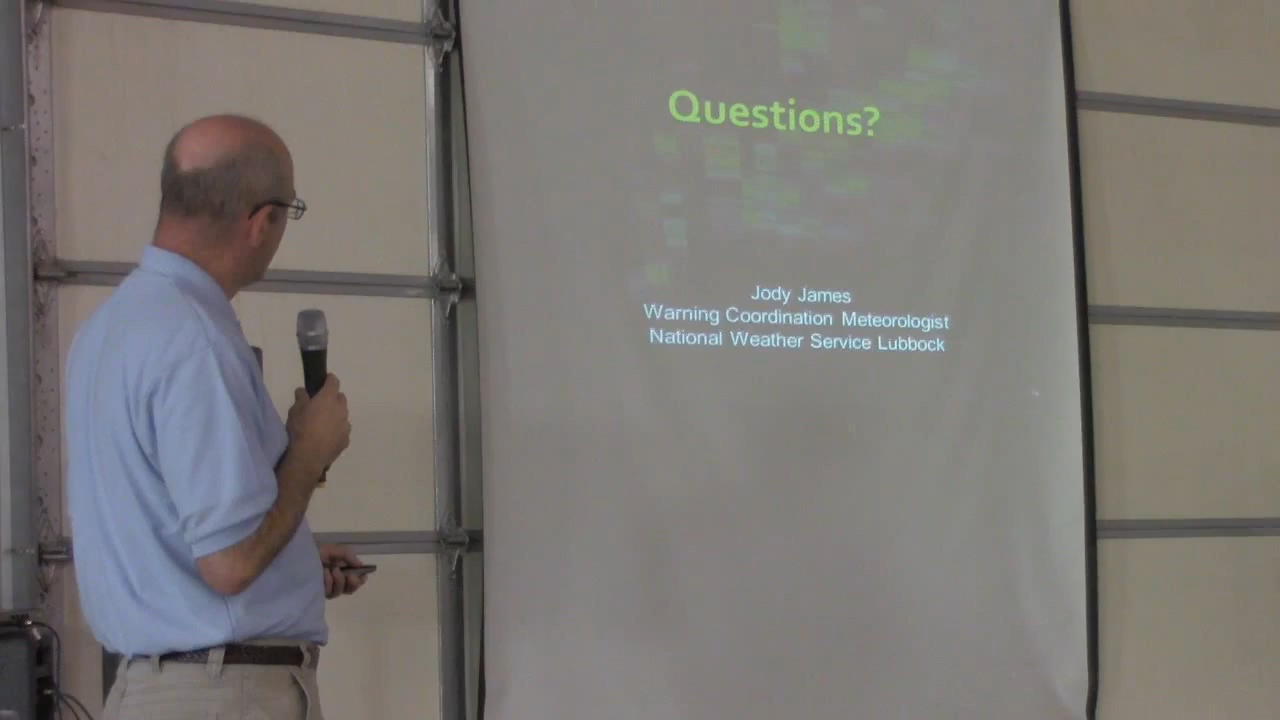 Questions?
Jody James
Warning Coordination Meteorologist
National Weather Service Lubbock